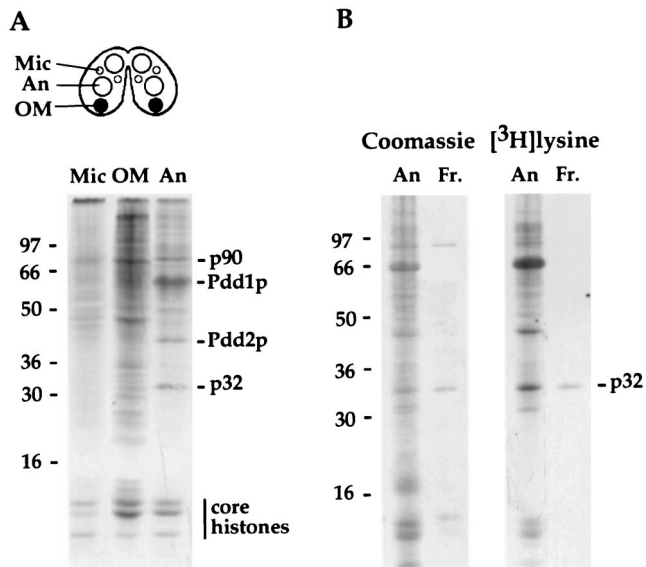 A
Mic
An
OM
Mic OM An
97 -
66 -
50 -
36 -
30 -
16 -
- p90
- Pdd1p
- Pdd2p
- p32
core
histones
B
Coomassie [³H]lysine
An Fr. An Fr.
97 -
66 -
50 -
36 -
30 -
16 -
- p32